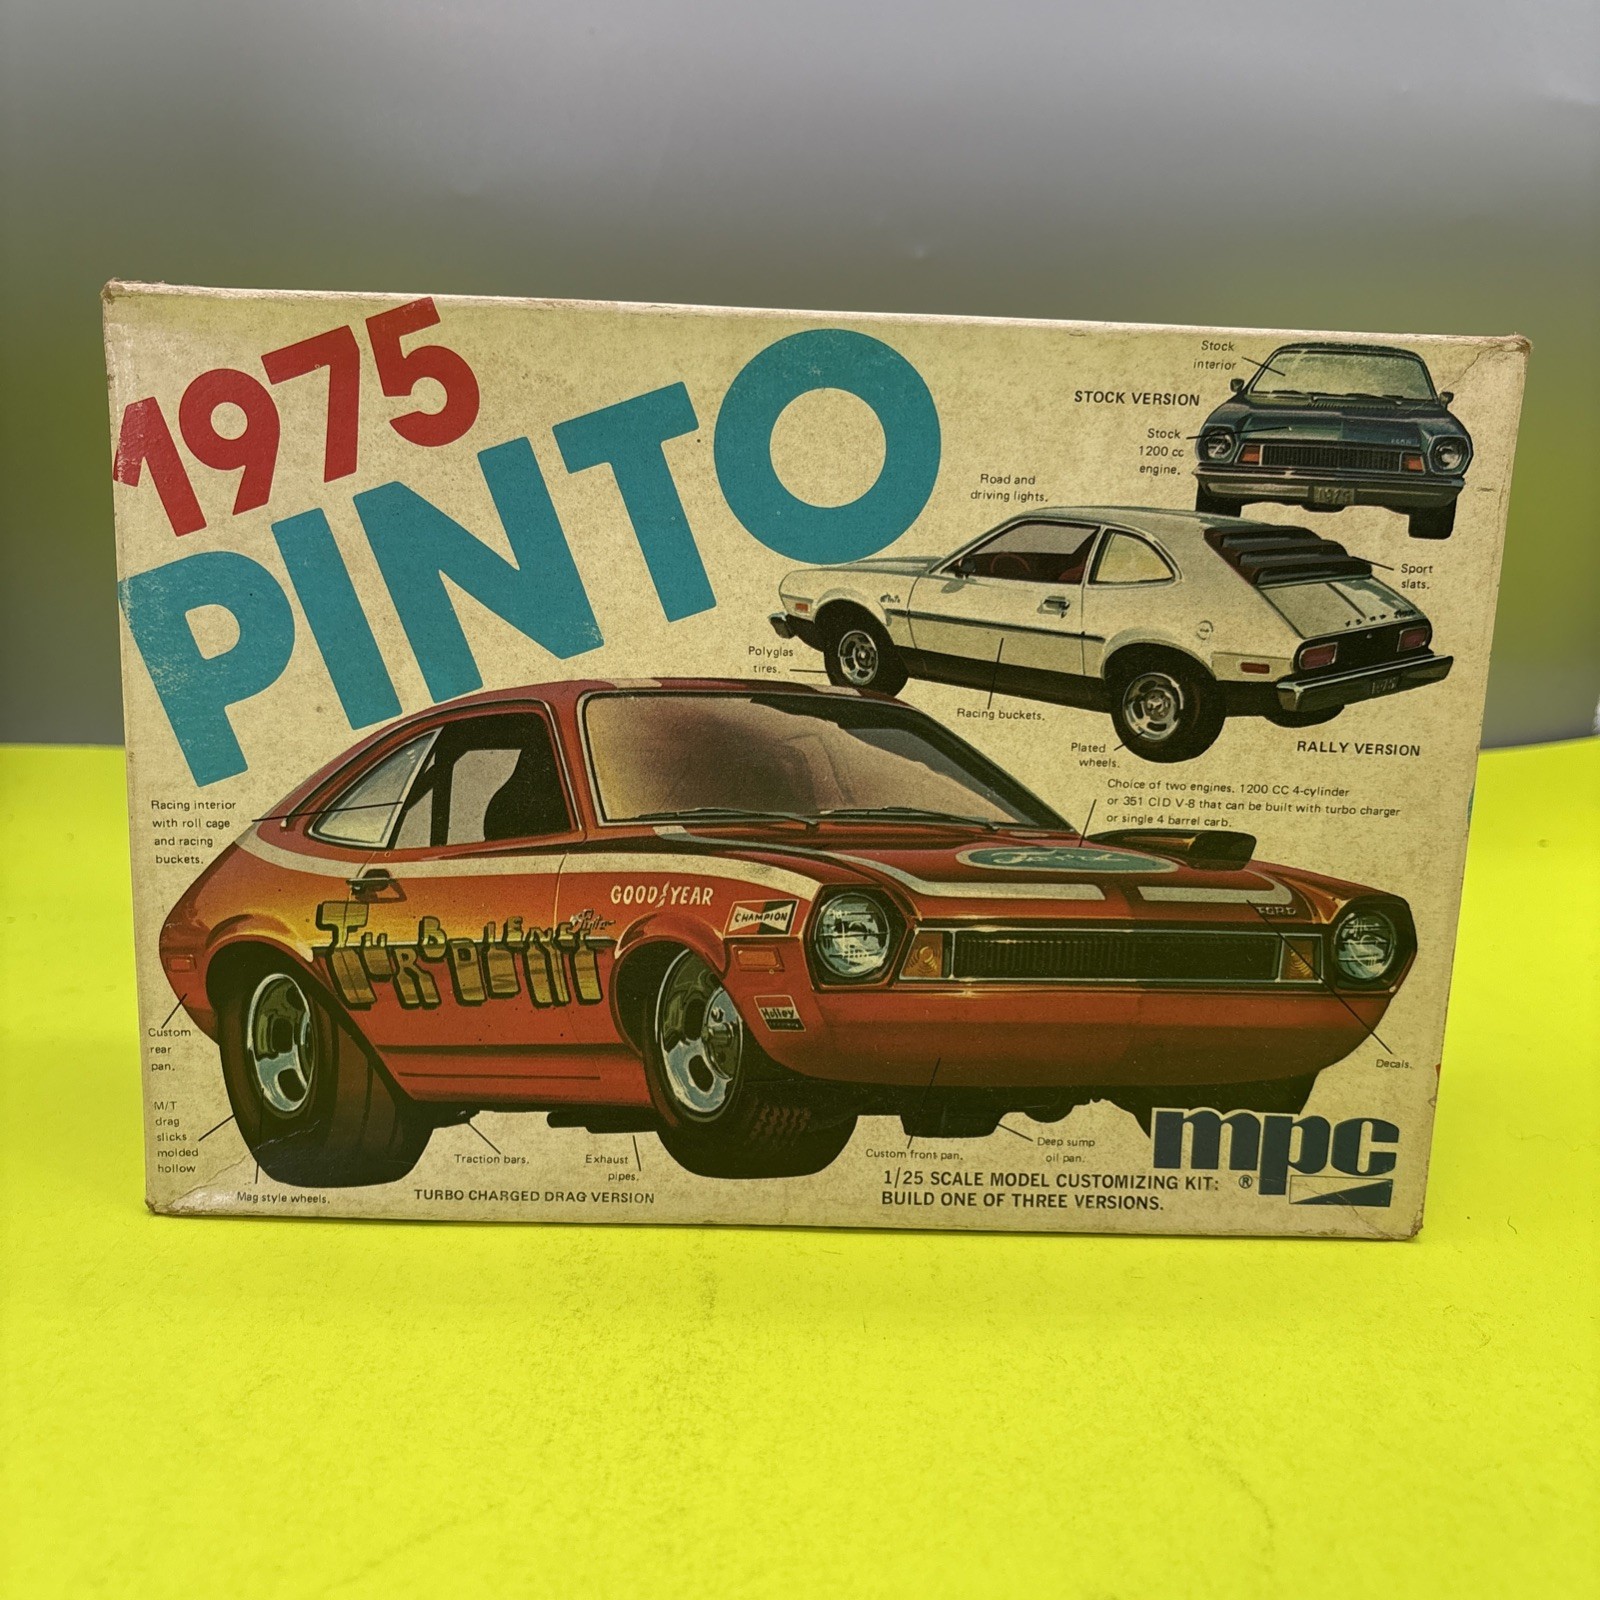 1975
PINTO
Stock
interior
STOCK VERSION
Stock
1200 cc
engine.
Road and
driving lights.
Sport
slats.
Polyglas
tires.
Racing buckets.
Plated
wheels.
RALLY VERSION
Choice of two engines. 1200 CC 4-cylinder
or 351 CID V-8 that can be built with turbo charger
or single 4 barrel carb.
Racing interior
with roll cage
and racing
buckets.
Ford
GOODYEAR
CHAMPION
FORD
Pinto
Holley
Custom
rear
pan.
Decals.
M/T
drag
slicks
molded
hollow
Traction bars.
Exhaust
pipes.
Custom front pan.
Deep sump
oil pan.
Mag style wheels.
TURBO CHARGED DRAG VERSION
1/25 SCALE MODEL CUSTOMIZING KIT:
BUILD ONE OF THREE VERSIONS.
® mpc